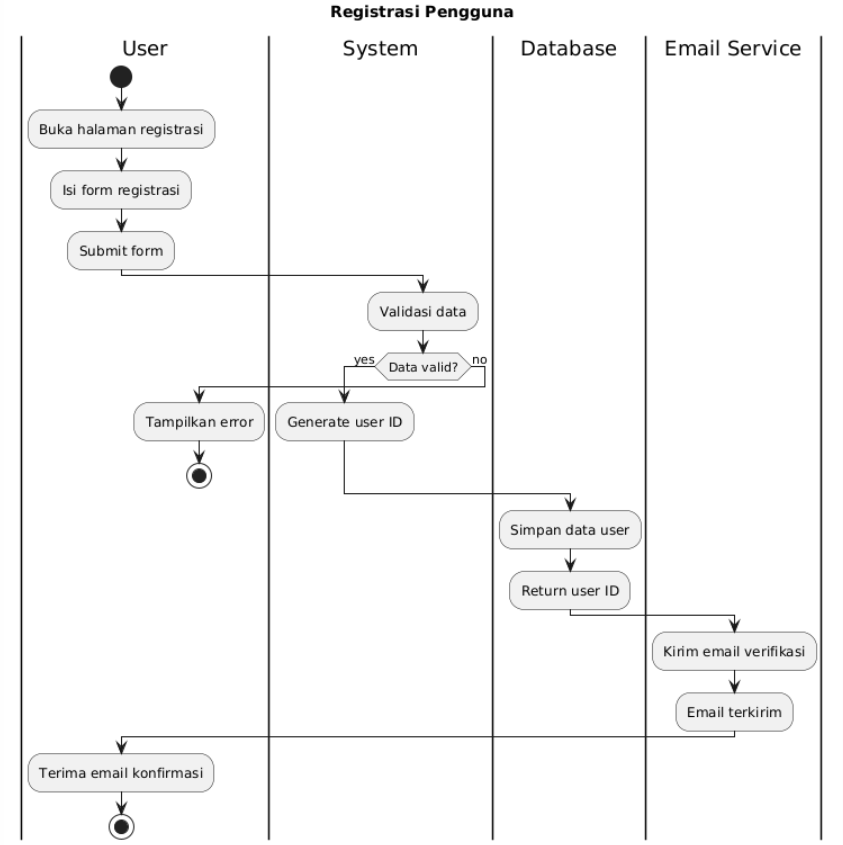 Registrasi Pengguna
User
System
Database
Email Service
Buka halaman registrasi
Isi form registrasi
Submit form
Validasi data
yes
Data valid?
no
Tampilkan error
Generate user ID
Simpan data user
Return user ID
Kirim email verifikasi
Email terkirim
Terima email konfirmasi